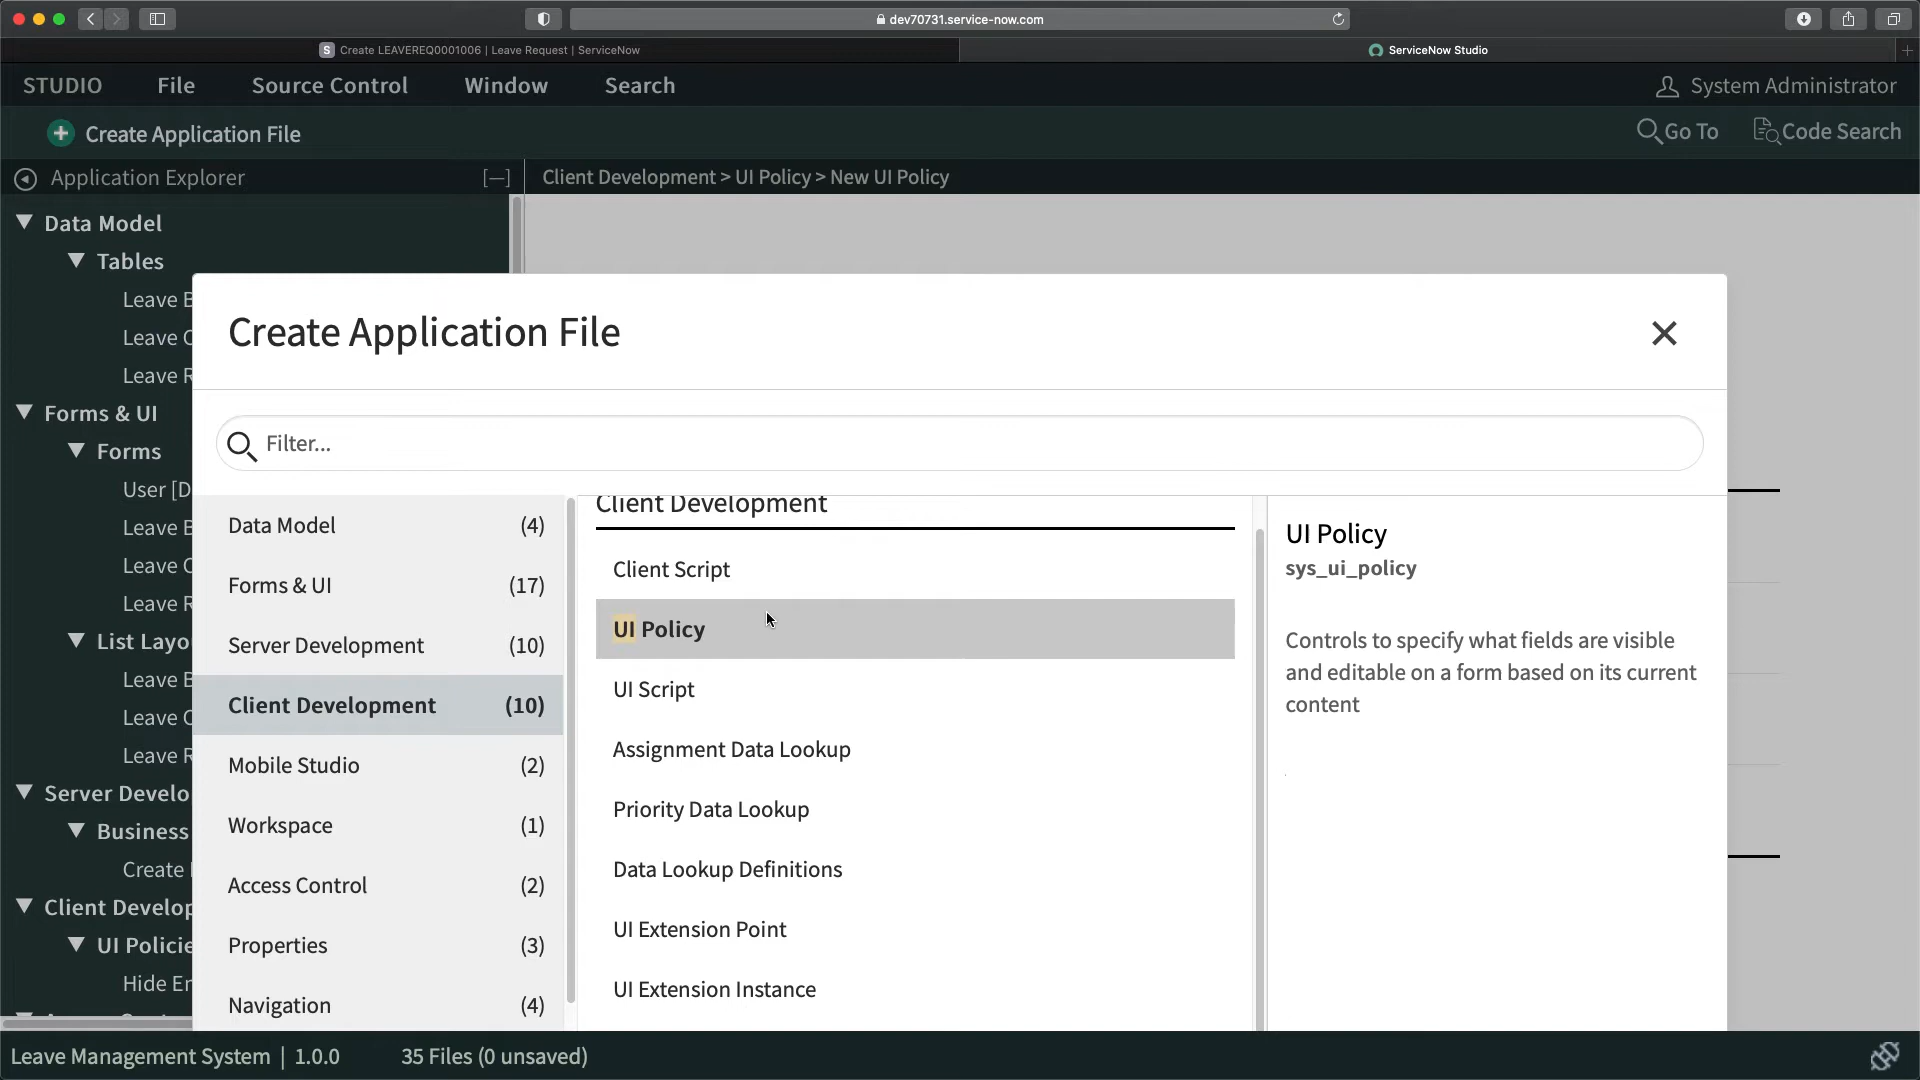 dev70731.service-now.com
S Create LEAVEREQ0001006 | Leave Request | ServiceNow
ServiceNow Studio
STUDIO File Source Control Window Search
System Administrator
Create Application File
Go To
Code Search
Application Explorer [—]
Client Development > UI Policy > New UI Policy
Data Model
Tables
Leave B
Leave C
Leave R
Forms & UI
Forms
User [D
Leave B
Leave C
Leave R
List Layo
Leave B
Leave C
Leave R
Server Develo
Business
Create
Client Develop
UI Policie
Hide En
Create Application File
Filter...
Data Model (4)
Forms & UI (17)
Server Development (10)
Client Development (10)
Mobile Studio (2)
Workspace (1)
Access Control (2)
Properties (3)
Navigation (4)
Client Development
Client Script
UI Policy
UI Script
Assignment Data Lookup
Priority Data Lookup
Data Lookup Definitions
UI Extension Point
UI Extension Instance
UI Policy
sys_ui_policy
Controls to specify what fields are visible
and editable on a form based on its current
content
Leave Management System | 1.0.0
35 Files (0 unsaved)